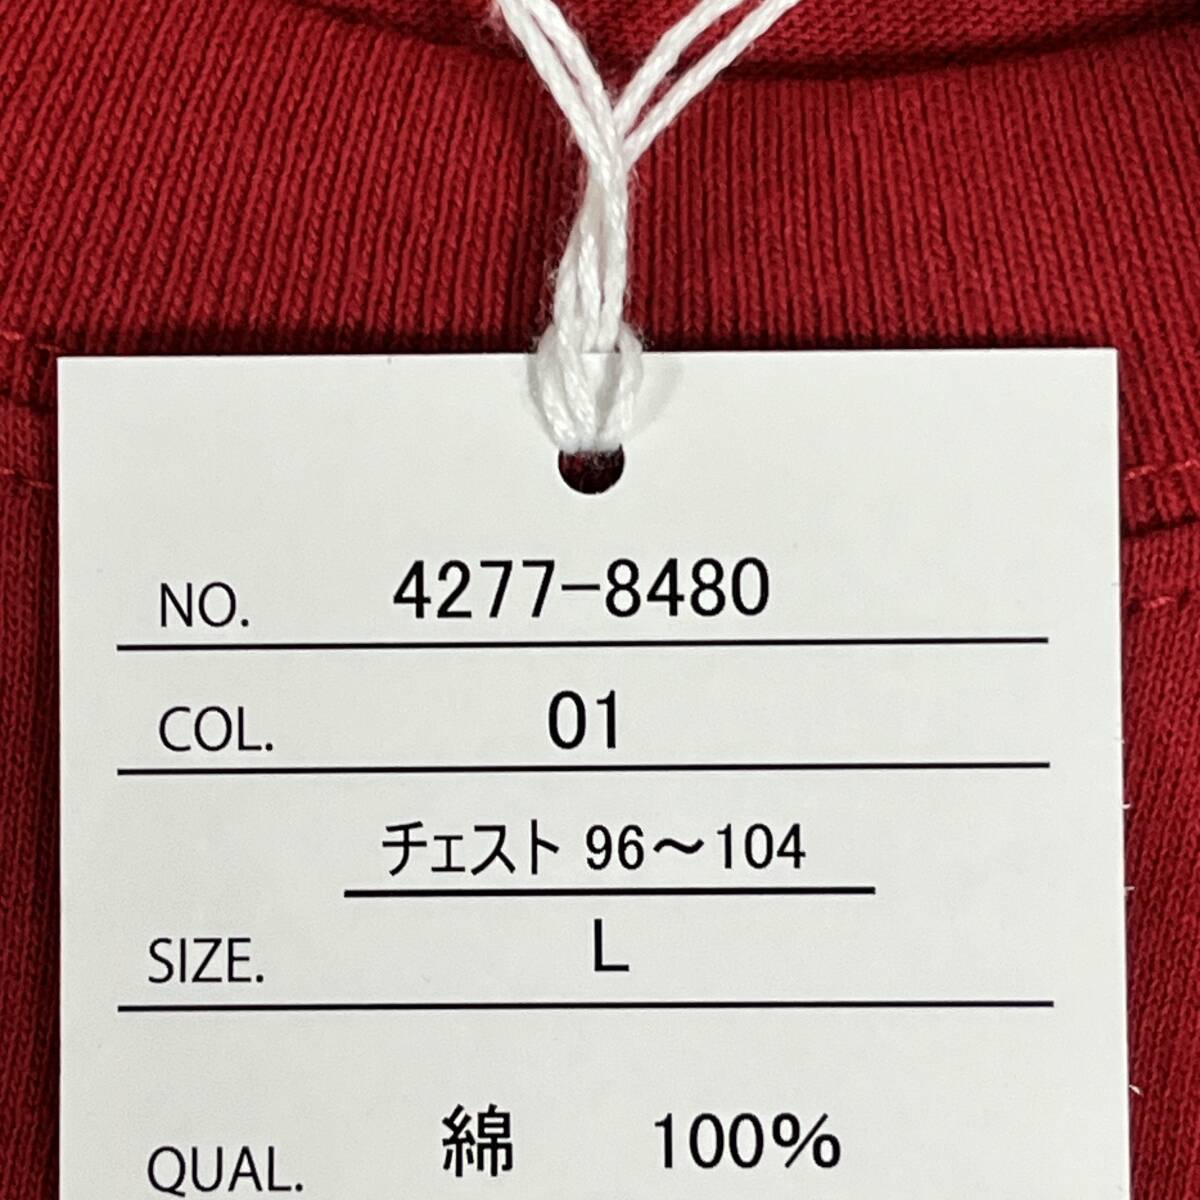 NO. 4277-8480
COL. 01
チェスト 96～104
SIZE. L
QUAL. 綿 100%